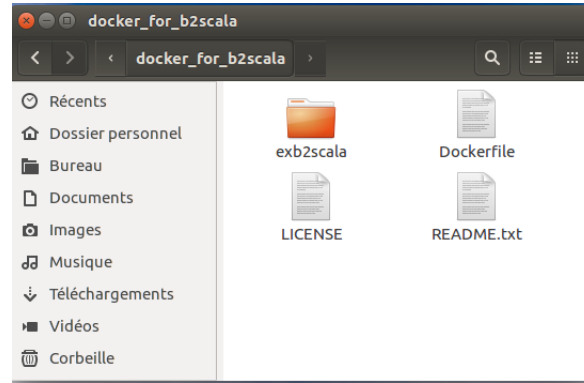 docker_for_b2scala
docker_for_b2scala
Récents
Dossier personnel
Bureau
Documents
Images
Musique
Téléchargements
Vidéos
Corbeille
exb2scala
Dockerfile
LICENSE
README.txt